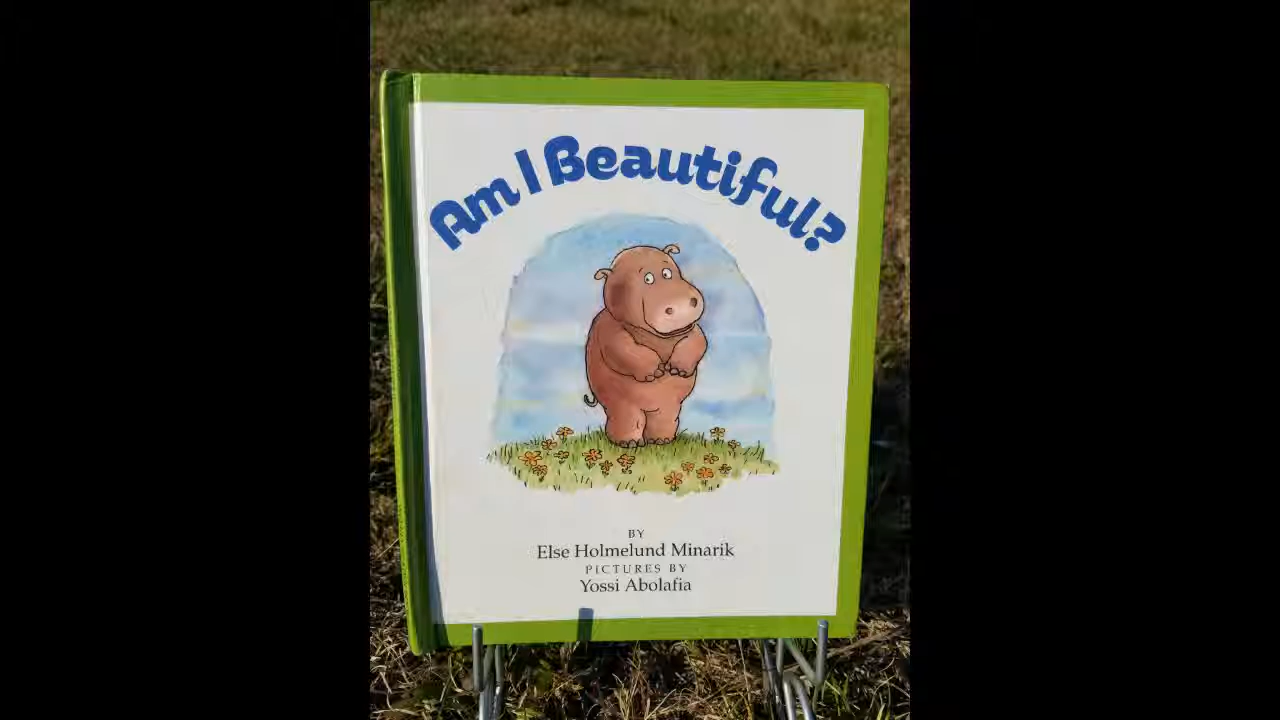 Am I Beautiful?
BY
Else Holmelund Minarik
PICTURES BY
Yossi Abolafia